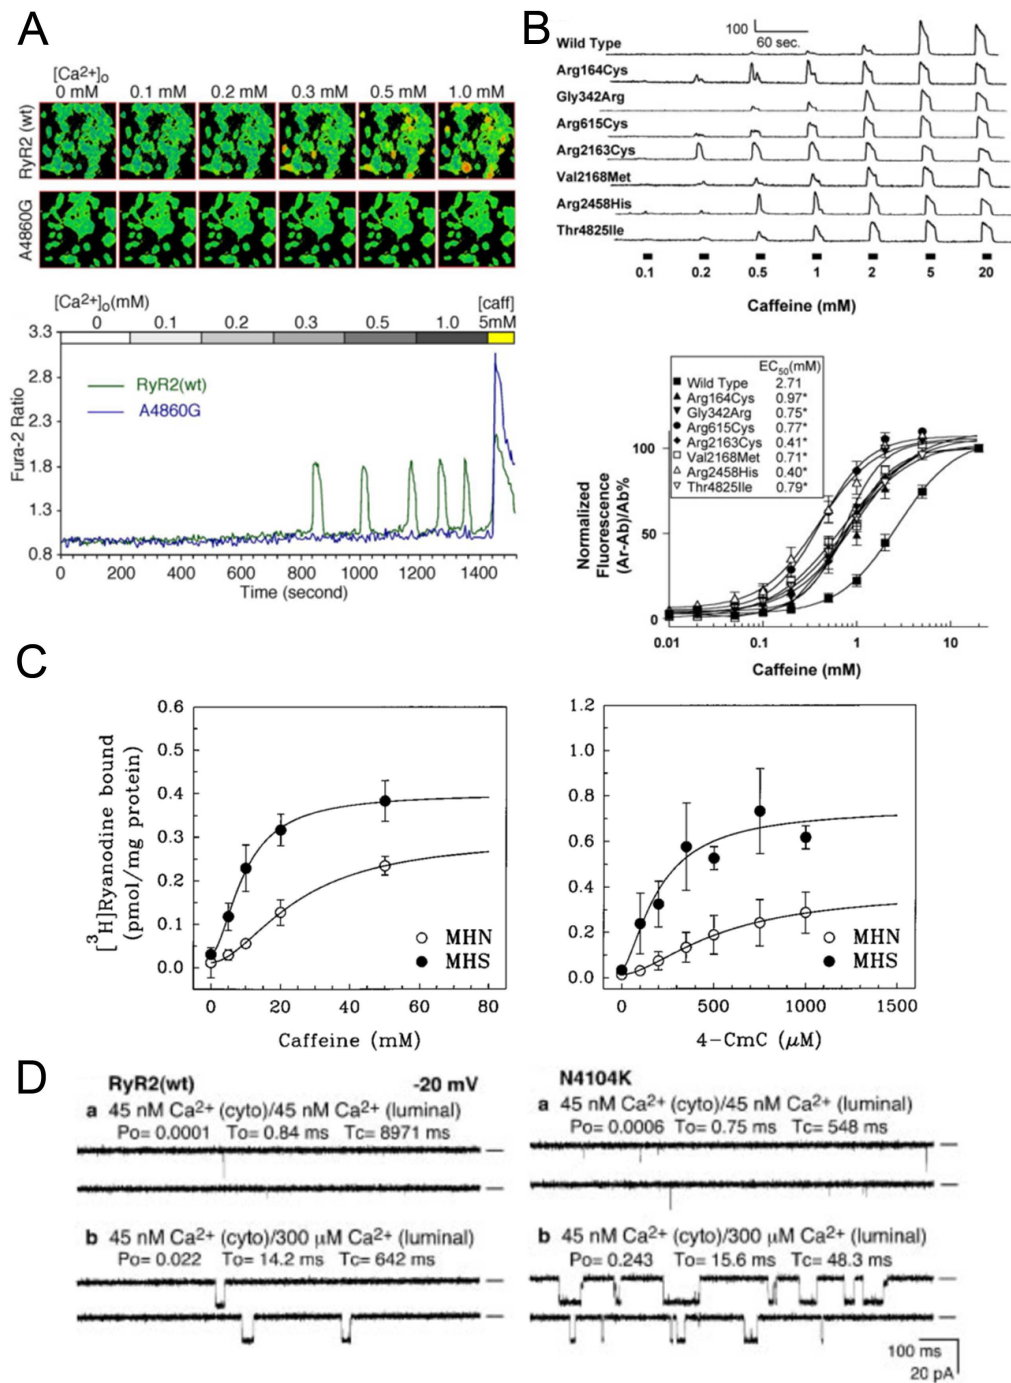 A
[Ca2+]o
0 mM 0.1 mM 0.2 mM 0.3 mM 0.5 mM 1.0 mM
RyR2 (wt)
A4860G
[Ca2+]o(mM) [caff]
0 0.1 0.2 0.3 0.5 1.0 5mM
3.3
2.8
2.3
1.8
1.3
0.8
Fura-2 Ratio
RyR2(wt)
A4860G
0 200 400 600 800 1000 1200 1400
Time (second)
B
100
60 sec.
Wild Type
Arg164Cys
Gly342Arg
Arg615Cys
Arg2163Cys
Val2168Met
Arg2458His
Thr4825Ile
0.1 0.2 0.5 1 2 5 20
Caffeine (mM)
EC50(mM)
Wild Type 2.71
Arg164Cys 0.97*
Gly342Arg 0.75*
Arg615Cys 0.77*
Arg2163Cys 0.41*
Val2168Met 0.71*
Arg2458His 0.40*
Thr4825Ile 0.79*
Normalized
Fluorescence
(Ar-Ab)/Ab%
100
50
0
0.01 0.1 1 10
Caffeine (mM)
C
[3H]Ryanodine bound
(pmol/mg protein)
0.6
0.5
0.4
0.3
0.2
0.1
0.0
MHN
MHS
0 20 40 60 80
Caffeine (mM)
1.2
1.0
0.8
0.6
0.4
0.2
0.0
MHN
MHS
0 500 1000 1500
4-CmC (μM)
D
RyR2(wt) -20 mV
a 45 nM Ca2+ (cyto)/45 nM Ca2+ (luminal)
Po= 0.0001 To= 0.84 ms Tc= 8971 ms
b 45 nM Ca2+ (cyto)/300 μM Ca2+ (luminal)
Po= 0.022 To= 14.2 ms Tc= 642 ms
N4104K
a 45 nM Ca2+ (cyto)/45 nM Ca2+ (luminal)
Po= 0.0006 To= 0.75 ms Tc= 548 ms
b 45 nM Ca2+ (cyto)/300 μM Ca2+ (luminal)
Po= 0.243 To= 15.6 ms Tc= 48.3 ms
100 ms
20 pA